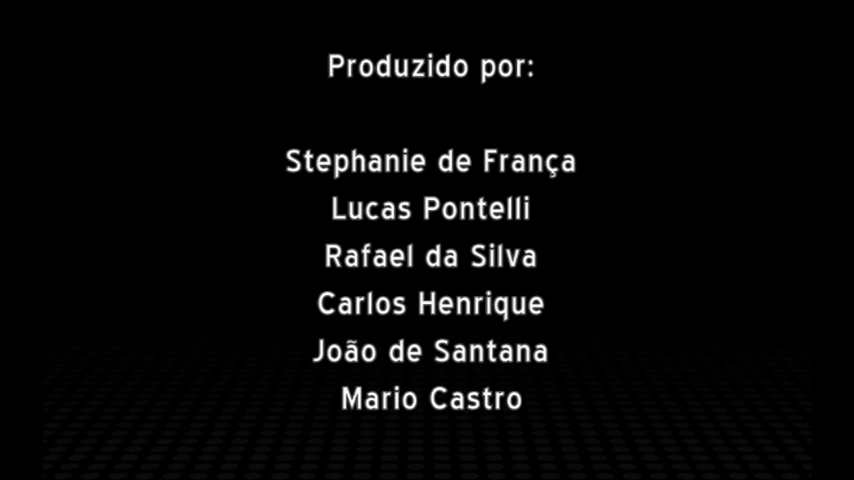 Produzido por:
Stephanie de França
Lucas Pontelli
Rafael da Silva
Carlos Henrique
João de Santana
Mario Castro